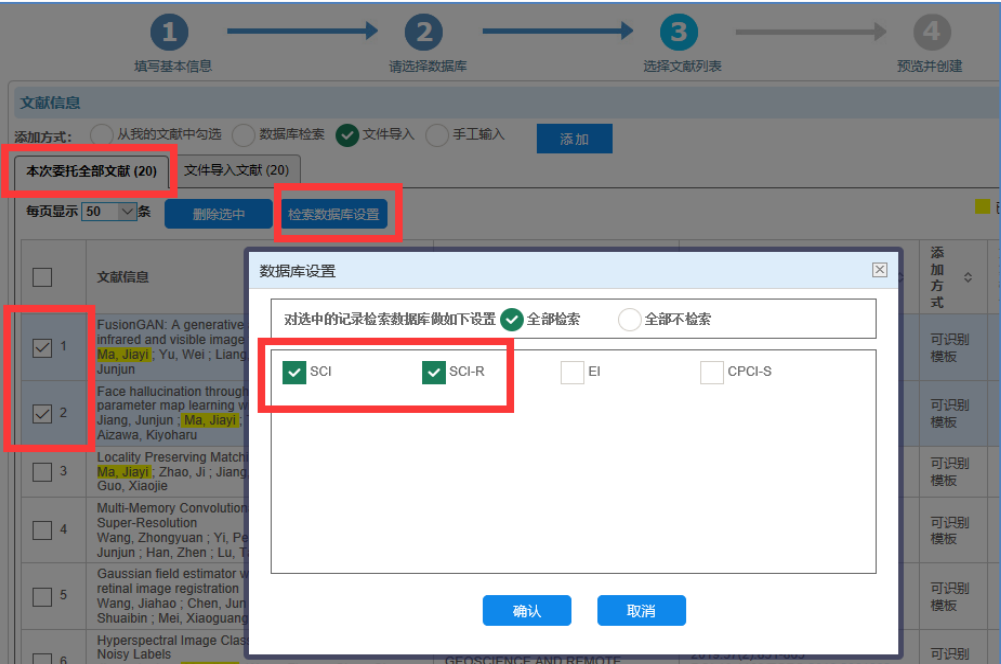 1
2
3
4
填写基本信息
请选择数据库
选择文献列表
预览并创建
文献信息
添加方式: 从我的文献中勾选 数据库检索 文件导入 手工输入 添加
本次委托全部文献 (20) 文件导入文献 (20)
每页显示 50 条 删除选中 检索数据库设置
文献信息
添
加
方
式
1
FusionGAN: A generative
infrared and visible image
Ma, Jiayi ; Yu, Wei ; Liang
Junjun
可识别
模板
2
Face hallucination through
parameter map learning w
Jiang, Junjun ; Ma, Jiayi ;
Aizawa, Kiyoharu
可识别
模板
3
Locality Preserving Matchi
Ma, Jiayi ; Zhao, Ji ; Jiang
Guo, Xiaojie
可识别
模板
4
Multi-Memory Convolution
Super-Resolution
Wang, Zhongyuan ; Yi, Pe
Junjun ; Han, Zhen ; Lu, T
可识别
模板
5
Gaussian field estimator w
retinal image registration
Wang, Jiahao ; Chen, Jun
Shuaibin ; Mei, Xiaoguang
可识别
模板
6
Hyperspectral Image Clas
Noisy Labels
GEOSCIENCE AND REMOTE
可识别
数据库设置
对选中的记录检索数据库做如下设置 全部检索 全部不检索
SCI SCI-R EI CPCI-S
确认 取消